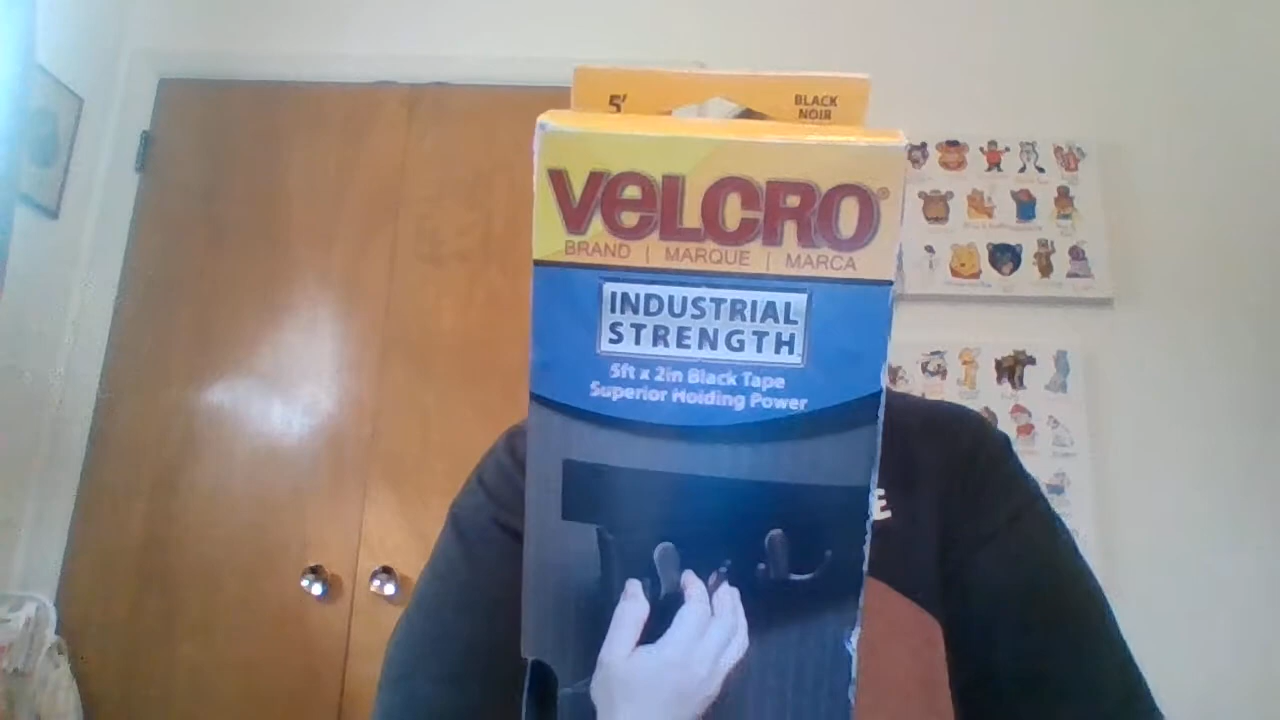 5'
BLACK
NOIR
VELCRO®
BRAND | MARQUE | MARCA
INDUSTRIAL
STRENGTH
5ft x 2in Black Tape
Superior Holding Power
E